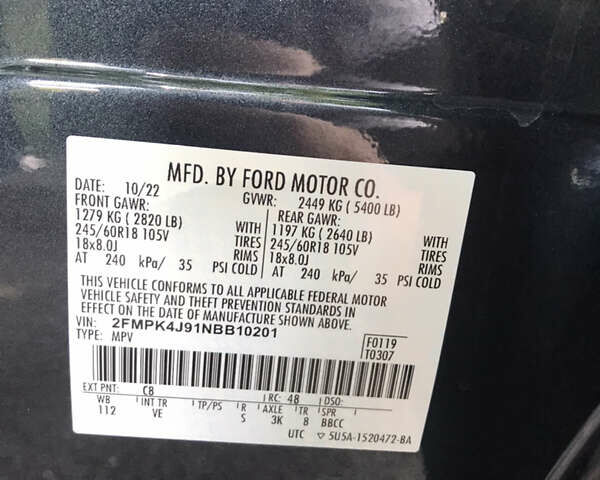 MFD. BY FORD MOTOR CO.
DATE: 10/22 GVWR: 2449 KG ( 5400 LB)
FRONT GAWR: REAR GAWR:
1279 KG ( 2820 LB) WITH 1197 KG ( 2640 LB) WITH
245/60R18 105V TIRES 245/60R18 105V TIRES
18x8.0J RIMS 18x8.0J RIMS
AT 240 kPa/ 35 PSI COLD AT 240 kPa/ 35 PSI COLD
THIS VEHICLE CONFORMS TO ALL APPLICABLE FEDERAL MOTOR
VEHICLE SAFETY AND THEFT PREVENTION STANDARDS IN
EFFECT ON THE DATE OF MANUFACTURE SHOWN ABOVE.
VIN: 2FMPK4J91NBB10201 F0119
TYPE: MPV T0307
EXT PNT: CB RC: 48 DSO:
WB INT TR TP/PS R AXLE TR SPR
112 VE S 3K 8 BBCC
UTC ▽ 5U5A-1520472-BA